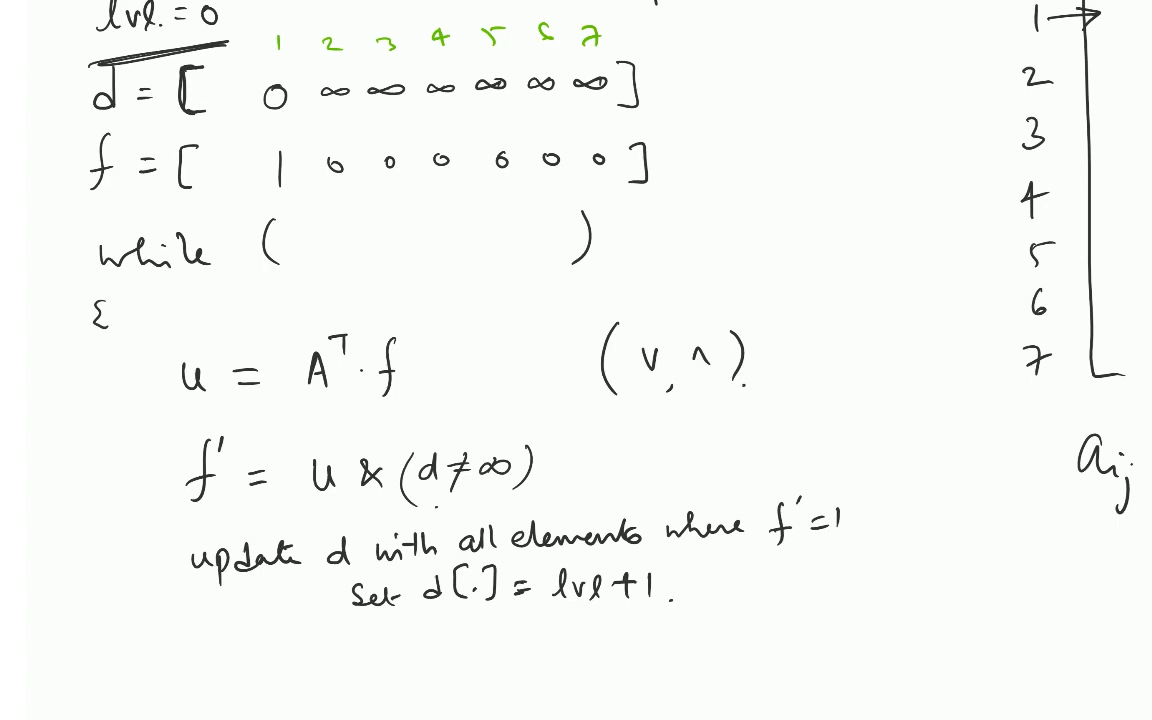 lvl. = 0
1 2 3 4 5 6 7
d = [ 0 ∞ ∞ ∞ ∞ ∞ ∞ ]
f = [ 1 0 0 0 0 0 0 ]
while ( )
{
u = Aᵀ · f (∨, ∧).
f' = u & (d ≠ ∞)
update d with all elements where f' = 1
Set d[.] = lvl + 1.
1
2
3
4
5
6
7
aij